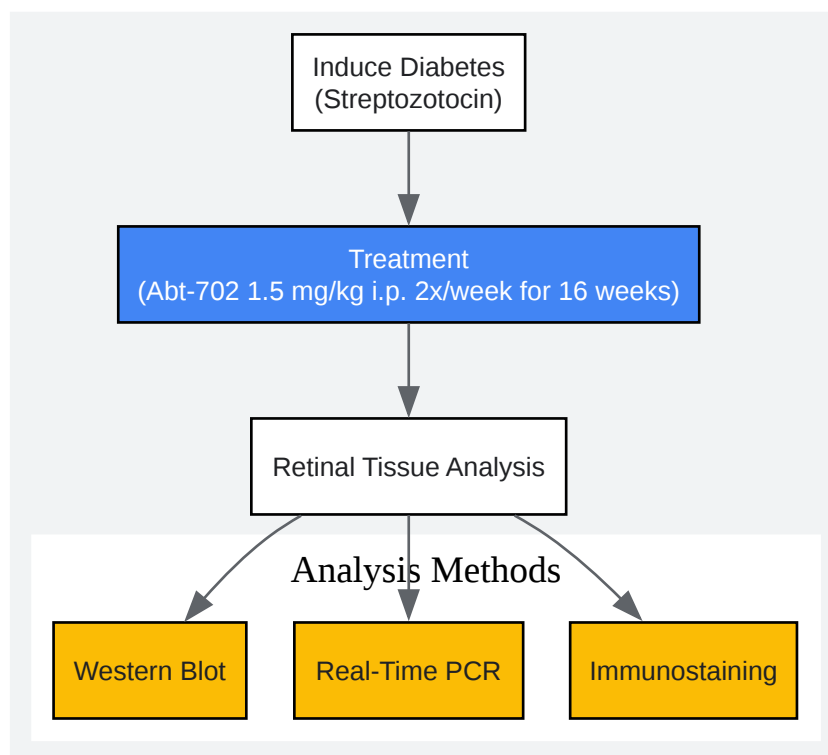 Induce Diabetes
(Streptozotocin)
Treatment
(Abt-702 1.5 mg/kg i.p. 2x/week for 16 weeks)
Retinal Tissue Analysis
Analysis Methods
Western Blot
Real-Time PCR
Immunostaining